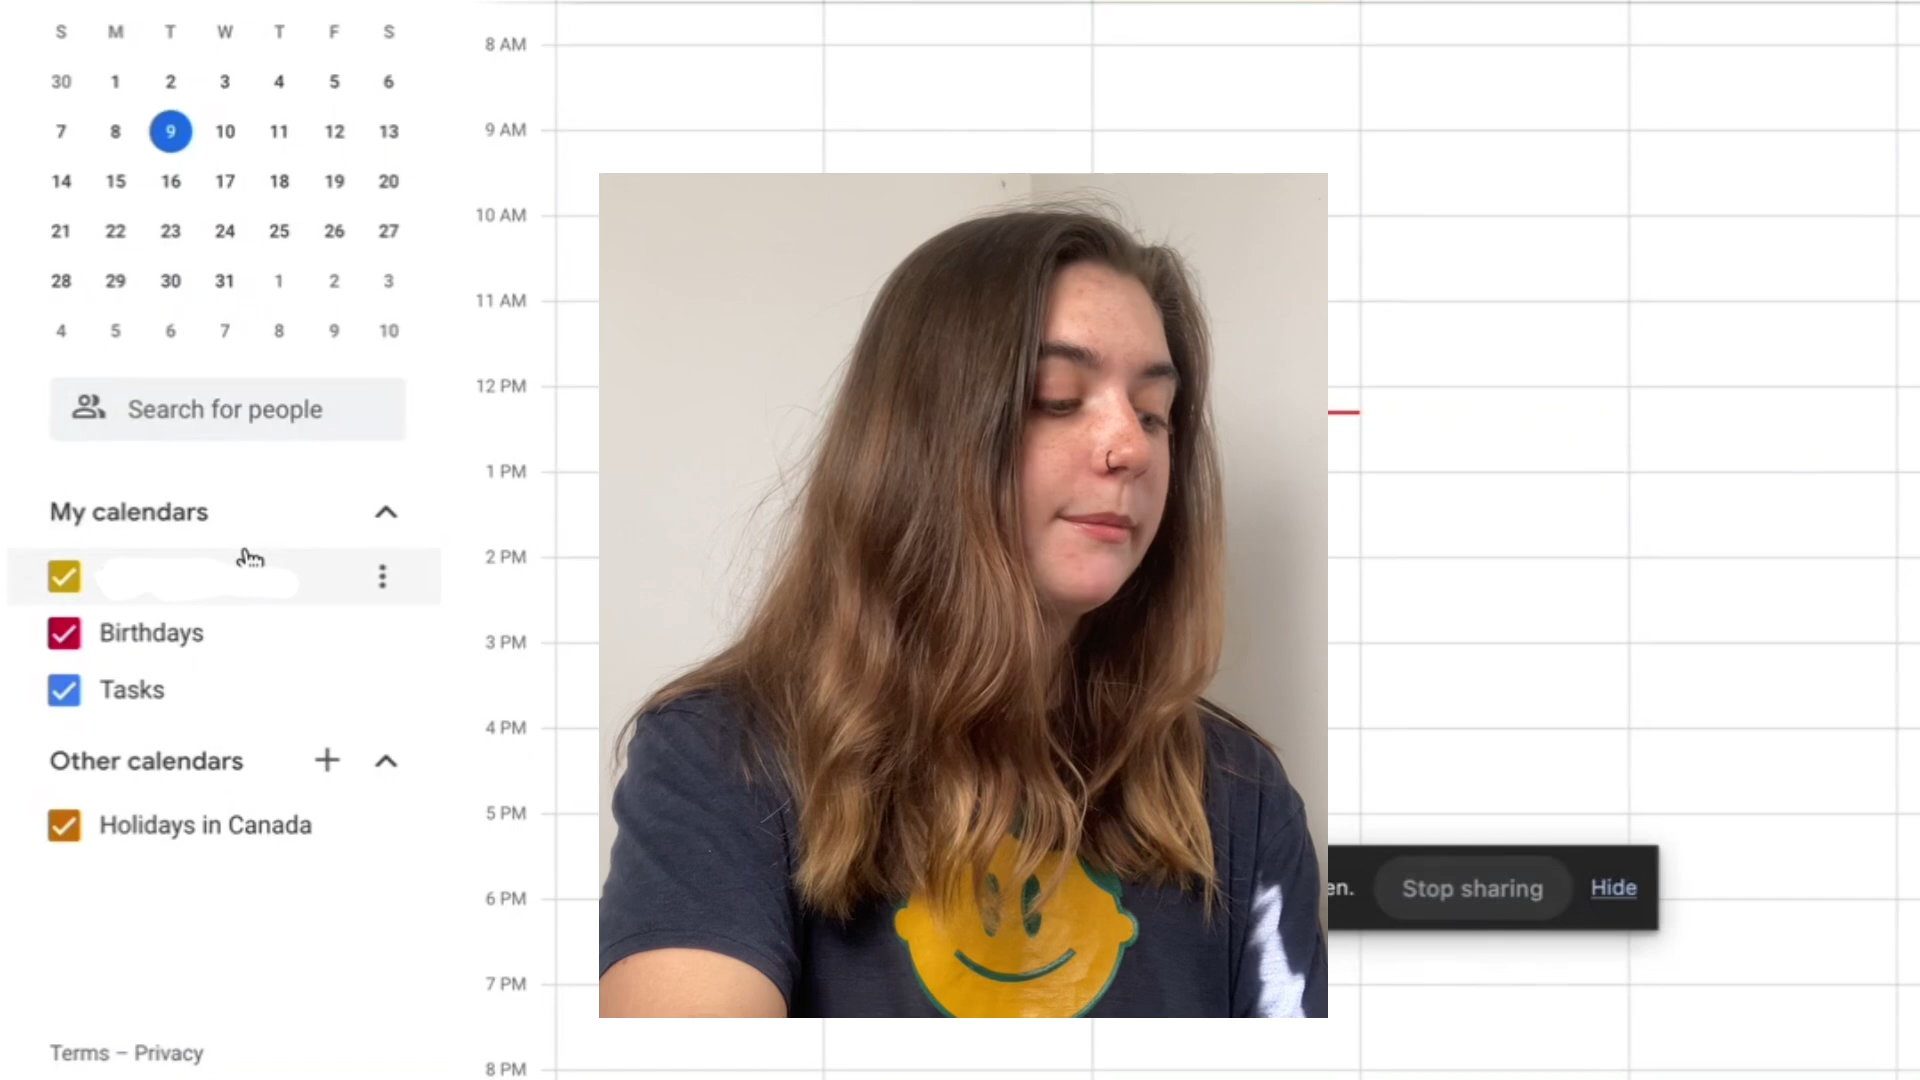 S M T W T F S
30 1 2 3 4 5 6
7 8 9 10 11 12 13
14 15 16 17 18 19 20
21 22 23 24 25 26 27
28 29 30 31 1 2 3
4 5 6 7 8 9 10
Search for people
My calendars
Birthdays
Tasks
Other calendars
Holidays in Canada
Terms – Privacy
8 AM
9 AM
10 AM
11 AM
12 PM
1 PM
2 PM
3 PM
4 PM
5 PM
6 PM
7 PM
8 PM
en. Stop sharing Hide